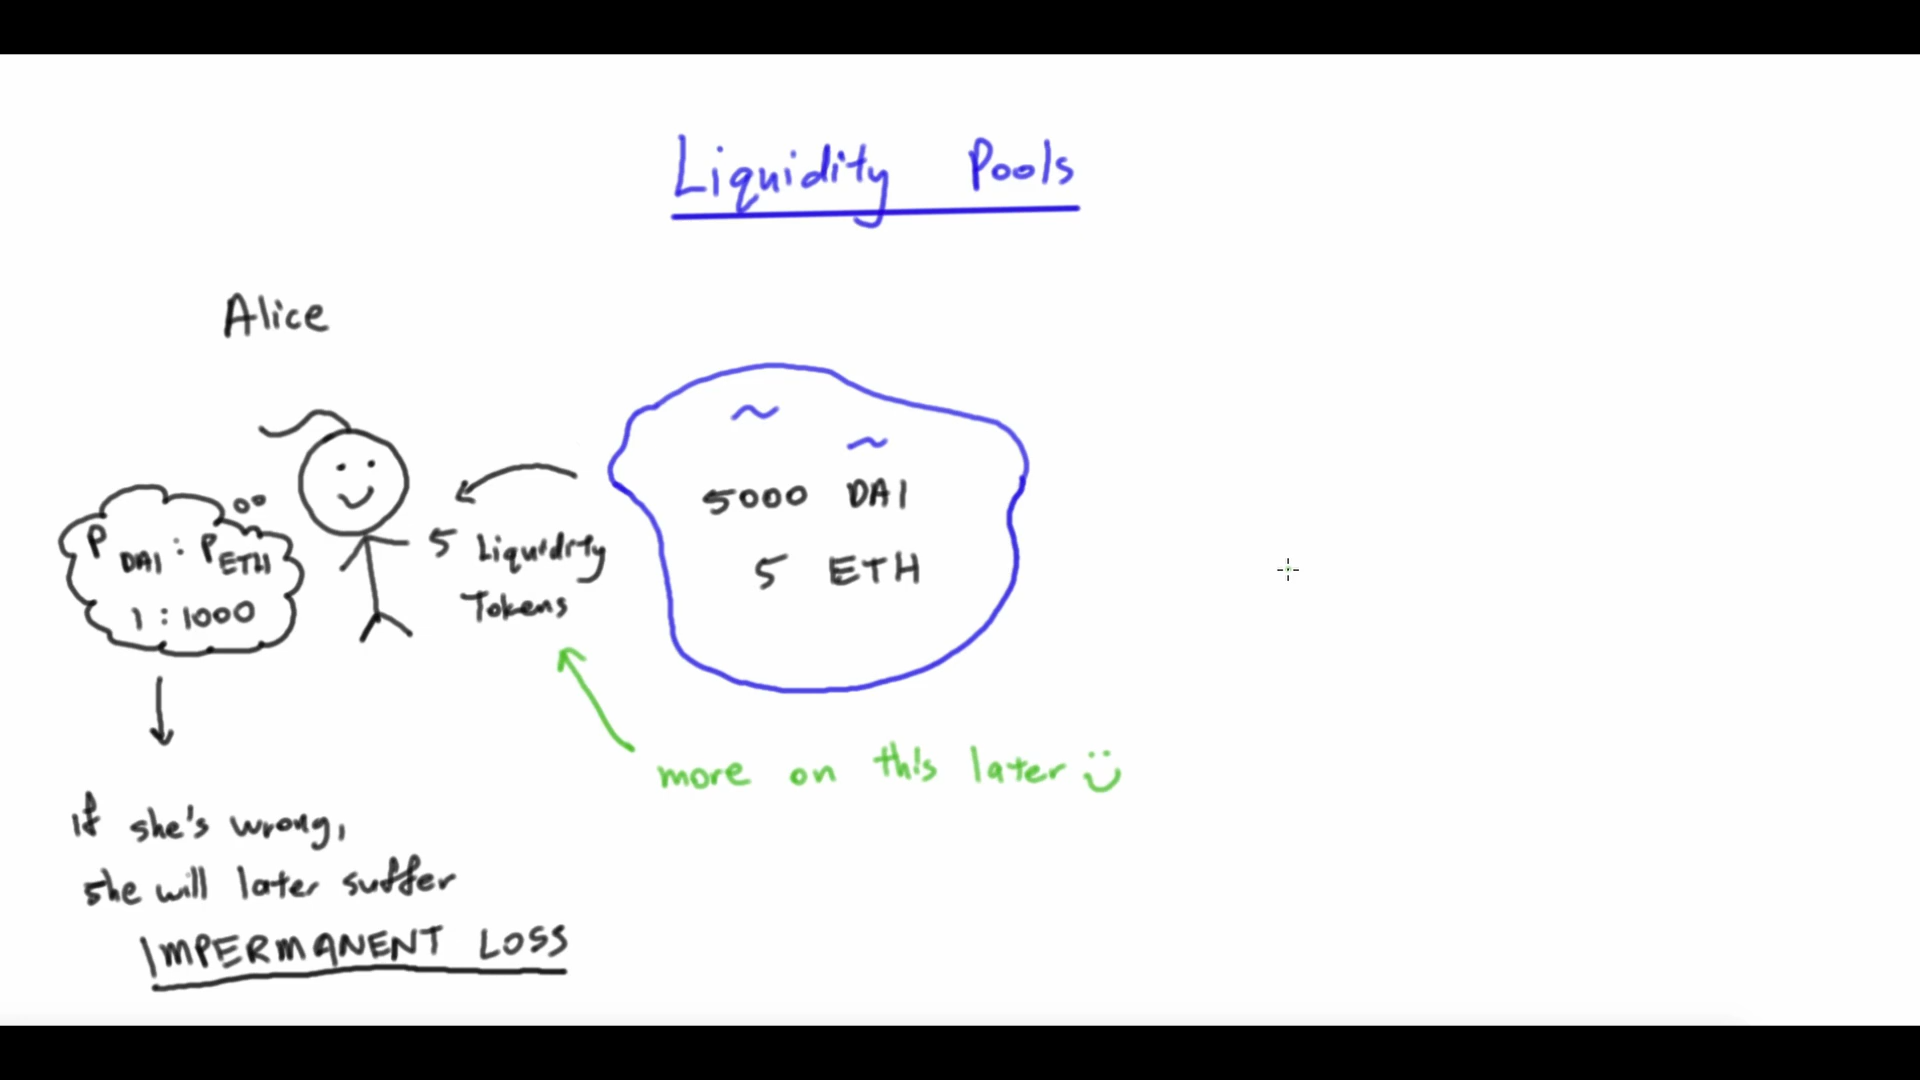 Liquidity Pools
Alice
P DAI : P ETH
1 : 1000
5 Liquidity
Tokens
5000 DAI
5 ETH
more on this later
if she's wrong,
she will later suffer
IMPERMANENT LOSS